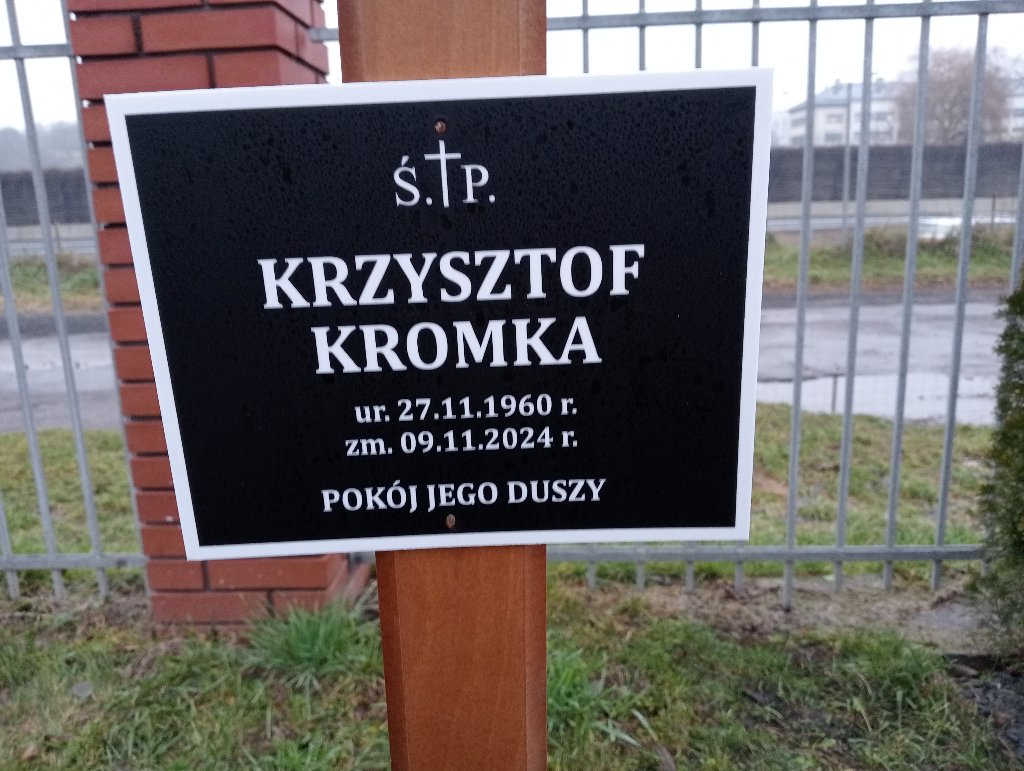 Ś.†P.
KRZYSZTOF
KROMKA
ur. 27.11.1960 r.
zm. 09.11.2024 r.
POKÓJ JEGO DUSZY